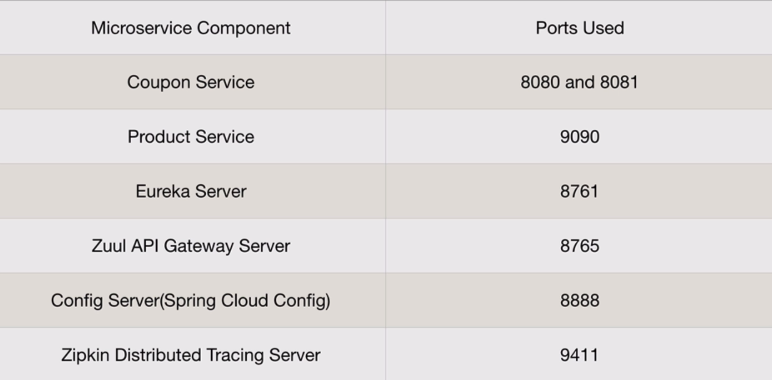 Microservice Component Ports Used
Coupon Service 8080 and 8081
Product Service 9090
Eureka Server 8761
Zuul API Gateway Server 8765
Config Server(Spring Cloud Config) 8888
Zipkin Distributed Tracing Server 9411